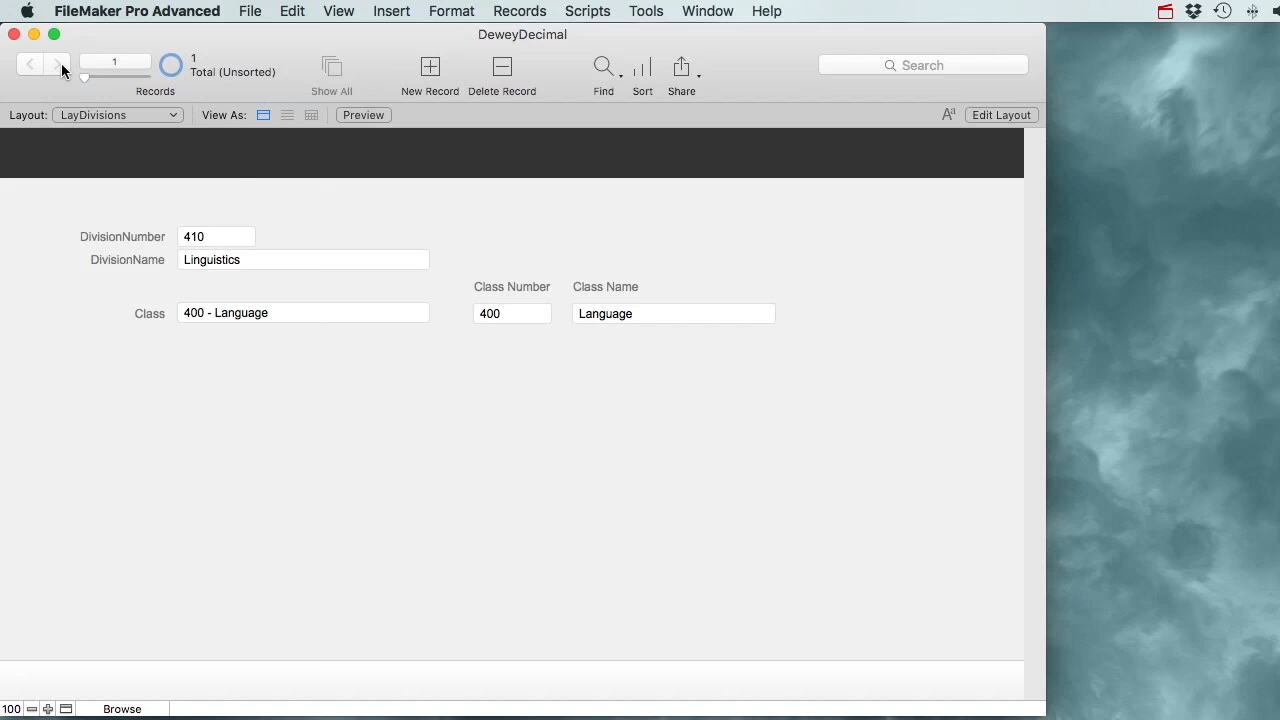 FileMaker Pro Advanced File Edit View Insert Format Records Scripts Tools Window Help
DeweyDecimal
1
1
Total (Unsorted)
Search
Records Show All New Record Delete Record Find Sort Share
Layout: LayDivisions View As: Preview Aa Edit Layout
DivisionNumber 410
DivisionName Linguistics
Class Number Class Name
Class 400 - Language 400 Language
100 Browse